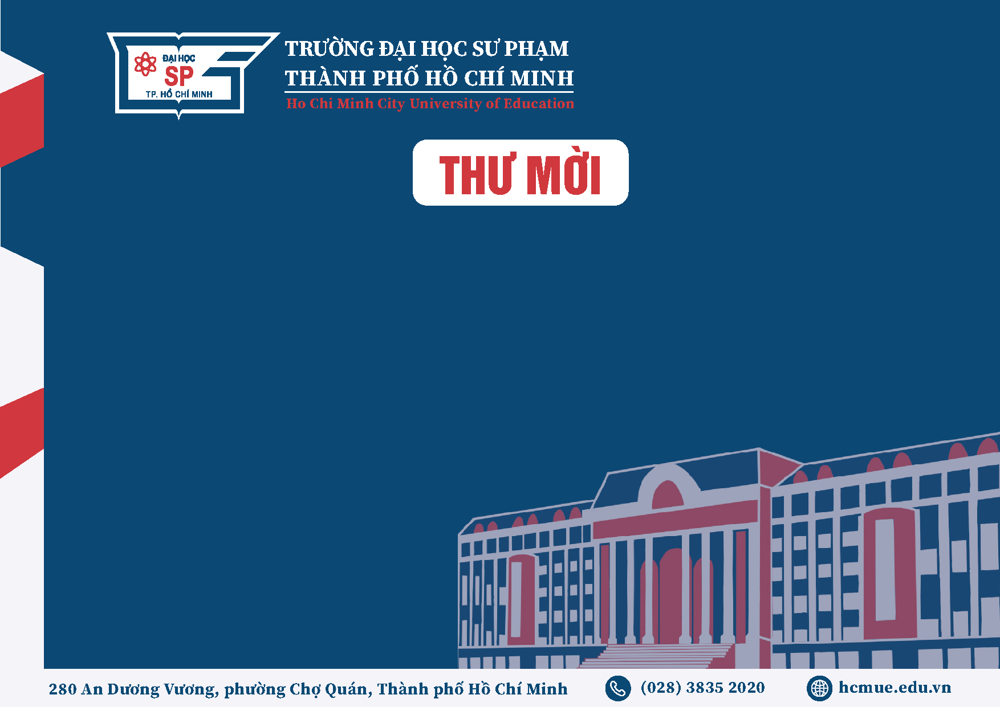 ĐẠI HỌC
SP
TP. HỒ CHÍ MINH
TRƯỜNG ĐẠI HỌC SƯ PHẠM
THÀNH PHỐ HỒ CHÍ MINH
Ho Chi Minh City University of Education
THƯ MỜI
280 An Dương Vương, phường Chợ Quán, Thành phố Hồ Chí Minh
(028) 3835 2020
hcmue.edu.vn